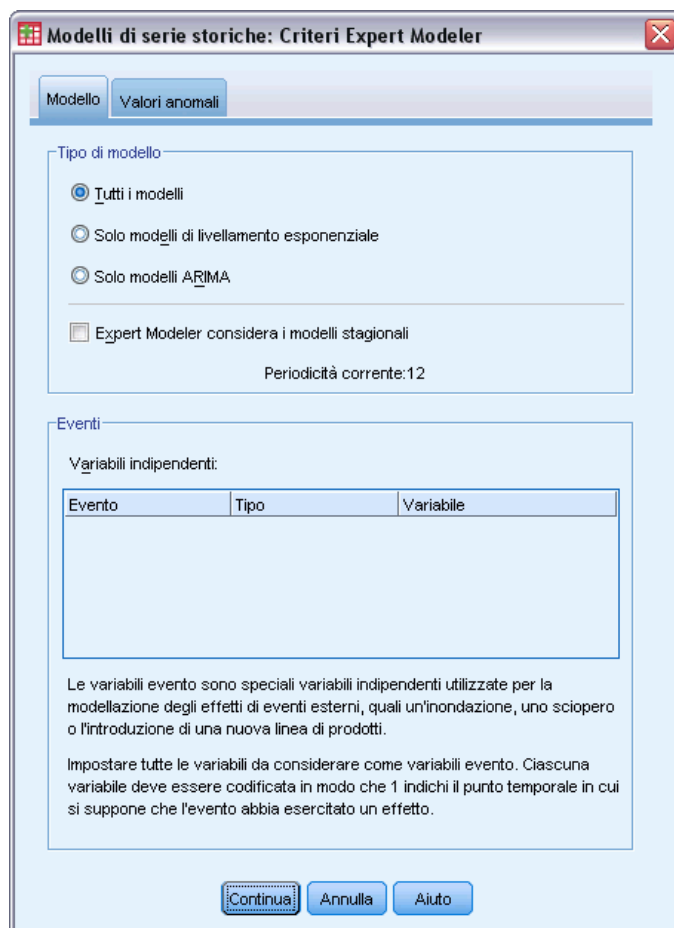 Modelli di serie storiche: Criteri Expert Modeler
Modello
Valori anomali
Tipo di modello
Tutti i modelli
Solo modelli di livellamento esponenziale
Solo modelli ARIMA
Expert Modeler considera i modelli stagionali
Periodicità corrente:12
Eventi
Variabili indipendenti:
Evento Tipo Variabile
Le variabili evento sono speciali variabili indipendenti utilizzate per la
modellazione degli effetti di eventi esterni, quali un'inondazione, uno sciopero
o l'introduzione di una nuova linea di prodotti.
Impostare tutte le variabili da considerare come variabili evento. Ciascuna
variabile deve essere codificata in modo che 1 indichi il punto temporale in cui
si suppone che l'evento abbia esercitato un effetto.
Continua Annulla Aiuto